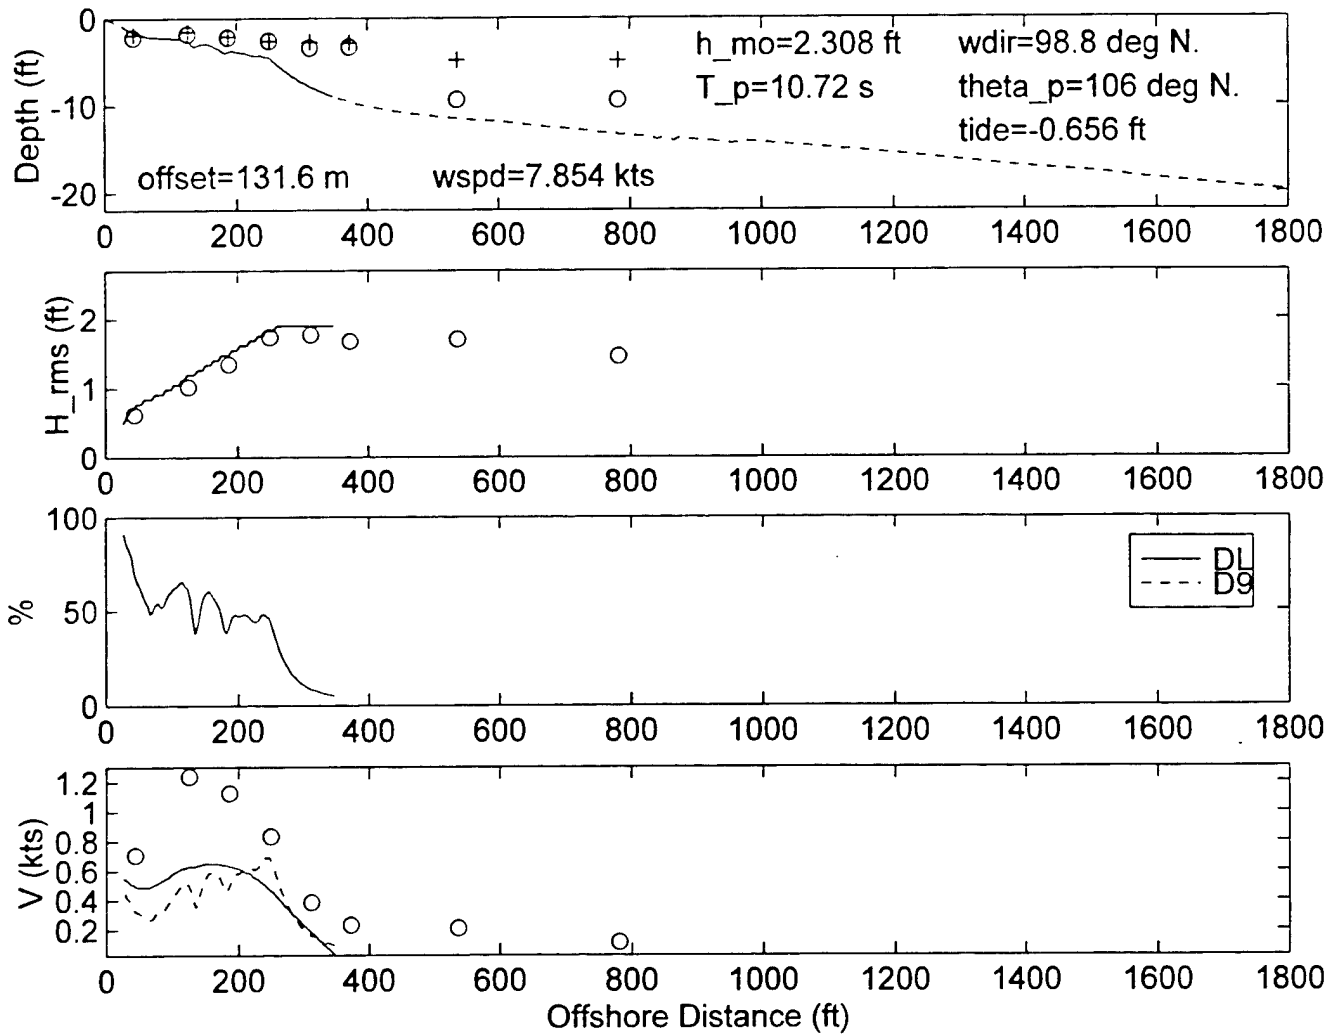 0
-10
-20
Depth (ft)
h_mo=2.308 ft
wdir=98.8 deg N.
T_p=10.72 s
theta_p=106 deg N.
tide=-0.656 ft
offset=131.6 m
wspd=7.854 kts
0 200 400 600 800 1000 1200 1400 1600 1800
2
1
0
H_rms (ft)
0 200 400 600 800 1000 1200 1400 1600 1800
100
50
0
%
DL
D9
0 200 400 600 800 1000 1200 1400 1600 1800
1.2
1
0.8
0.6
0.4
0.2
V (kts)
0 200 400 600 800 1000 1200 1400 1600 1800
Offshore Distance (ft)